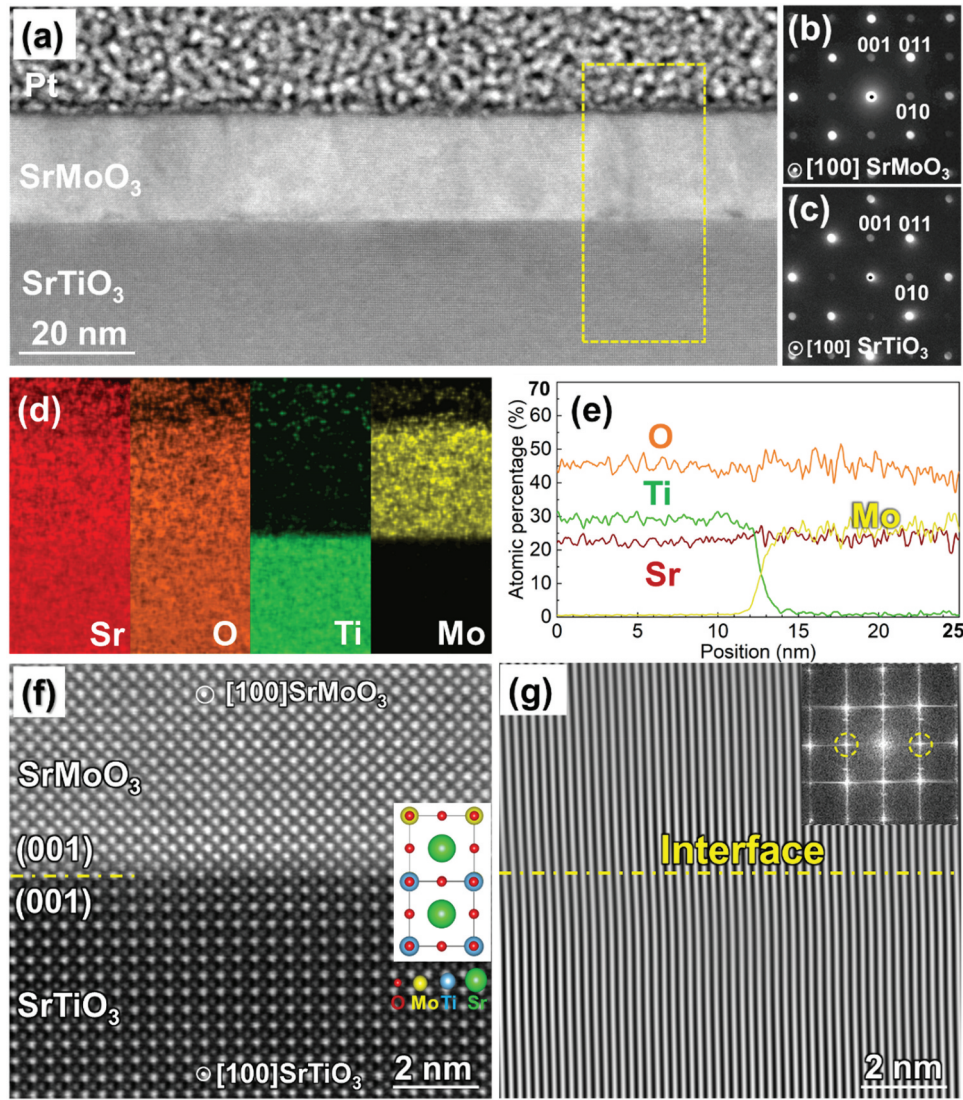 (a)
Pt
SrMoO₃
SrTiO₃
20 nm
(b)
001 011
010
[100] SrMoO₃
(c)
001 011
010
[100] SrTiO₃
(d)
Sr O Ti Mo
(e)
Atomic percentage (%)
70
60
50
40
30
20
10
0
O
Ti
Mo
Sr
0 5 10 15 20 25
Position (nm)
(f)
[100]SrMoO₃
SrMoO₃
(001)
(001)
SrTiO₃
[100]SrTiO₃
O Mo Ti Sr
2 nm
(g)
Interface
2 nm